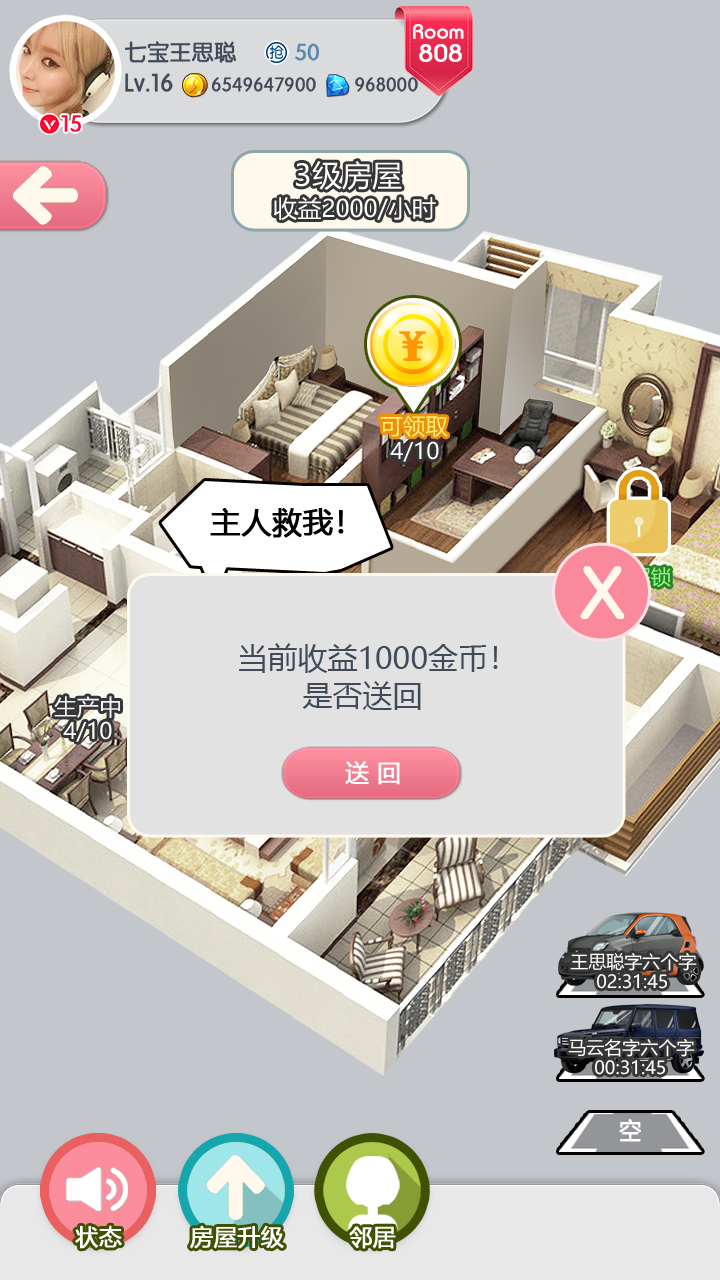 七宝王思聪 抢 50
Room
808
Lv.16 6549647900 968000
V15
3级房屋
收益2000/小时
¥
可领取
4/10
主人救我！
锁
X
当前收益1000金币！
是否送回
送回
生产中
4/10
王思聪字六个字
02:31:45
马云名字六个字
00:31:45
空
状态 房屋升级 邻居